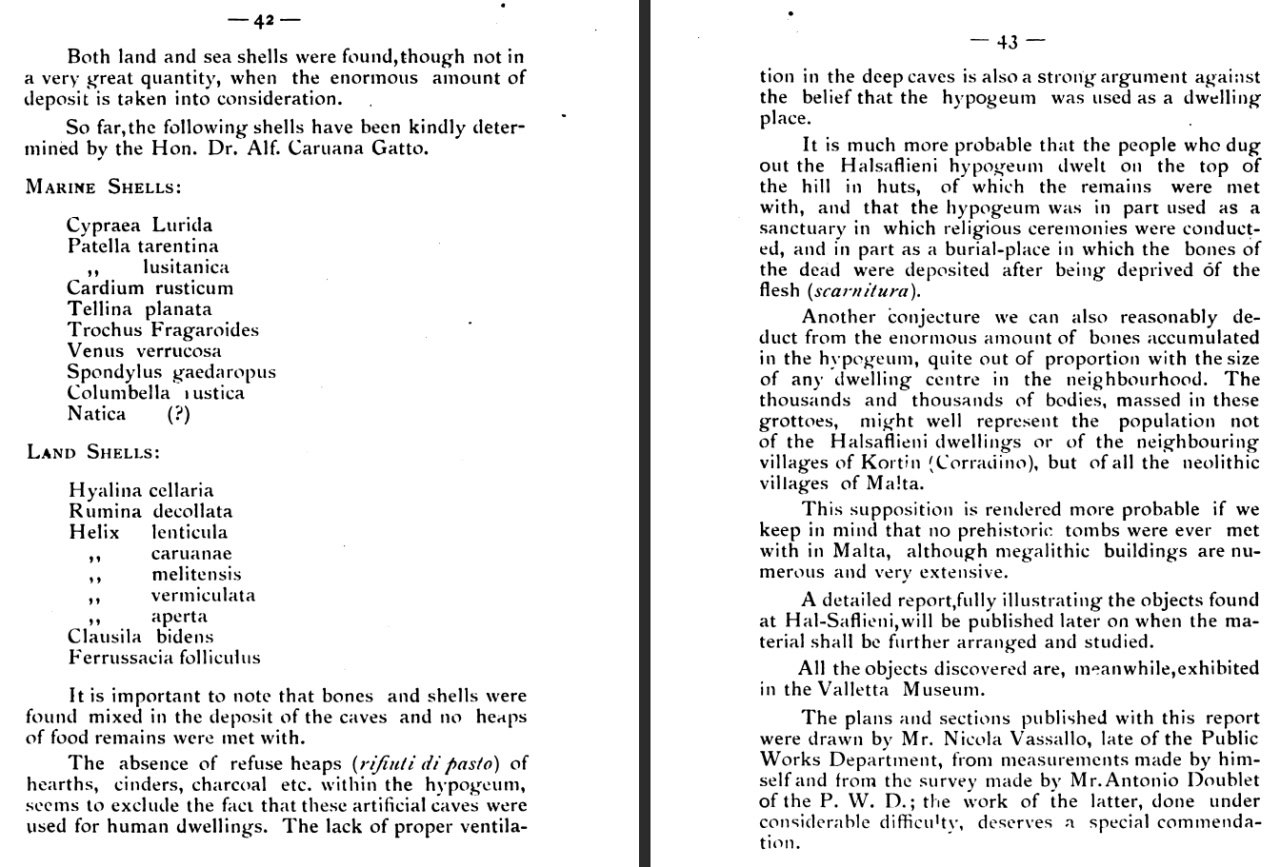 — 42 —
Both land and sea shells were found,though not in
a very great quantity, when the enormous amount of
deposit is taken into consideration.
So far,the following shells have been kindly deter-
mined by the Hon. Dr. Alf. Caruana Gatto.
MARINE SHELLS:
Cypraea Lurida
Patella tarentina
,, lusitanica
Cardium rusticum
Tellina planata
Trochus Fragaroides
Venus verrucosa
Spondylus gaedaropus
Columbella rustica
Natica (?)
LAND SHELLS:
Hyalina cellaria
Rumina decollata
Helix lenticula
,, caruanae
,, melitensis
,, vermiculata
,, aperta
Clausila bidens
Ferrussacia folliculus
It is important to note that bones and shells were
found mixed in the deposit of the caves and no heaps
of food remains were met with.
The absence of refuse heaps (rifiuti di pasto) of
hearths, cinders, charcoal etc. within the hypogeum,
seems to exclude the fact that these artificial caves were
used for human dwellings. The lack of proper ventila-
— 43 —
tion in the deep caves is also a strong argument against
the belief that the hypogeum was used as a dwelling
place.
It is much more probable that the people who dug
out the Halsaflieni hypogeum dwelt on the top of
the hill in huts, of which the remains were met
with, and that the hypogeum was in part used as a
sanctuary in which religious ceremonies were conduct-
ed, and in part as a burial-place in which the bones of
the dead were deposited after being deprived of the
flesh (scarnitura).
Another conjecture we can also reasonably de-
duct from the enormous amount of bones accumulated
in the hypogeum, quite out of proportion with the size
of any dwelling centre in the neighbourhood. The
thousands and thousands of bodies, massed in these
grottoes, might well represent the population not
of the Halsaflieni dwellings or of the neighbouring
villages of Kortin (Corradino), but of all the neolithic
villages of Malta.
This supposition is rendered more probable if we
keep in mind that no prehistoric tombs were ever met
with in Malta, although megalithic buildings are nu-
merous and very extensive.
A detailed report,fully illustrating the objects found
at Hal-Saflieni,will be published later on when the ma-
terial shall be further arranged and studied.
All the objects discovered are, meanwhile,exhibited
in the Valletta Museum.
The plans and sections published with this report
were drawn by Mr. Nicola Vassallo, late of the Public
Works Department, from measurements made by him-
self and from the survey made by Mr. Antonio Doublet
of the P. W. D.; the work of the latter, done under
considerable difficulty, deserves a special commenda-
tion.